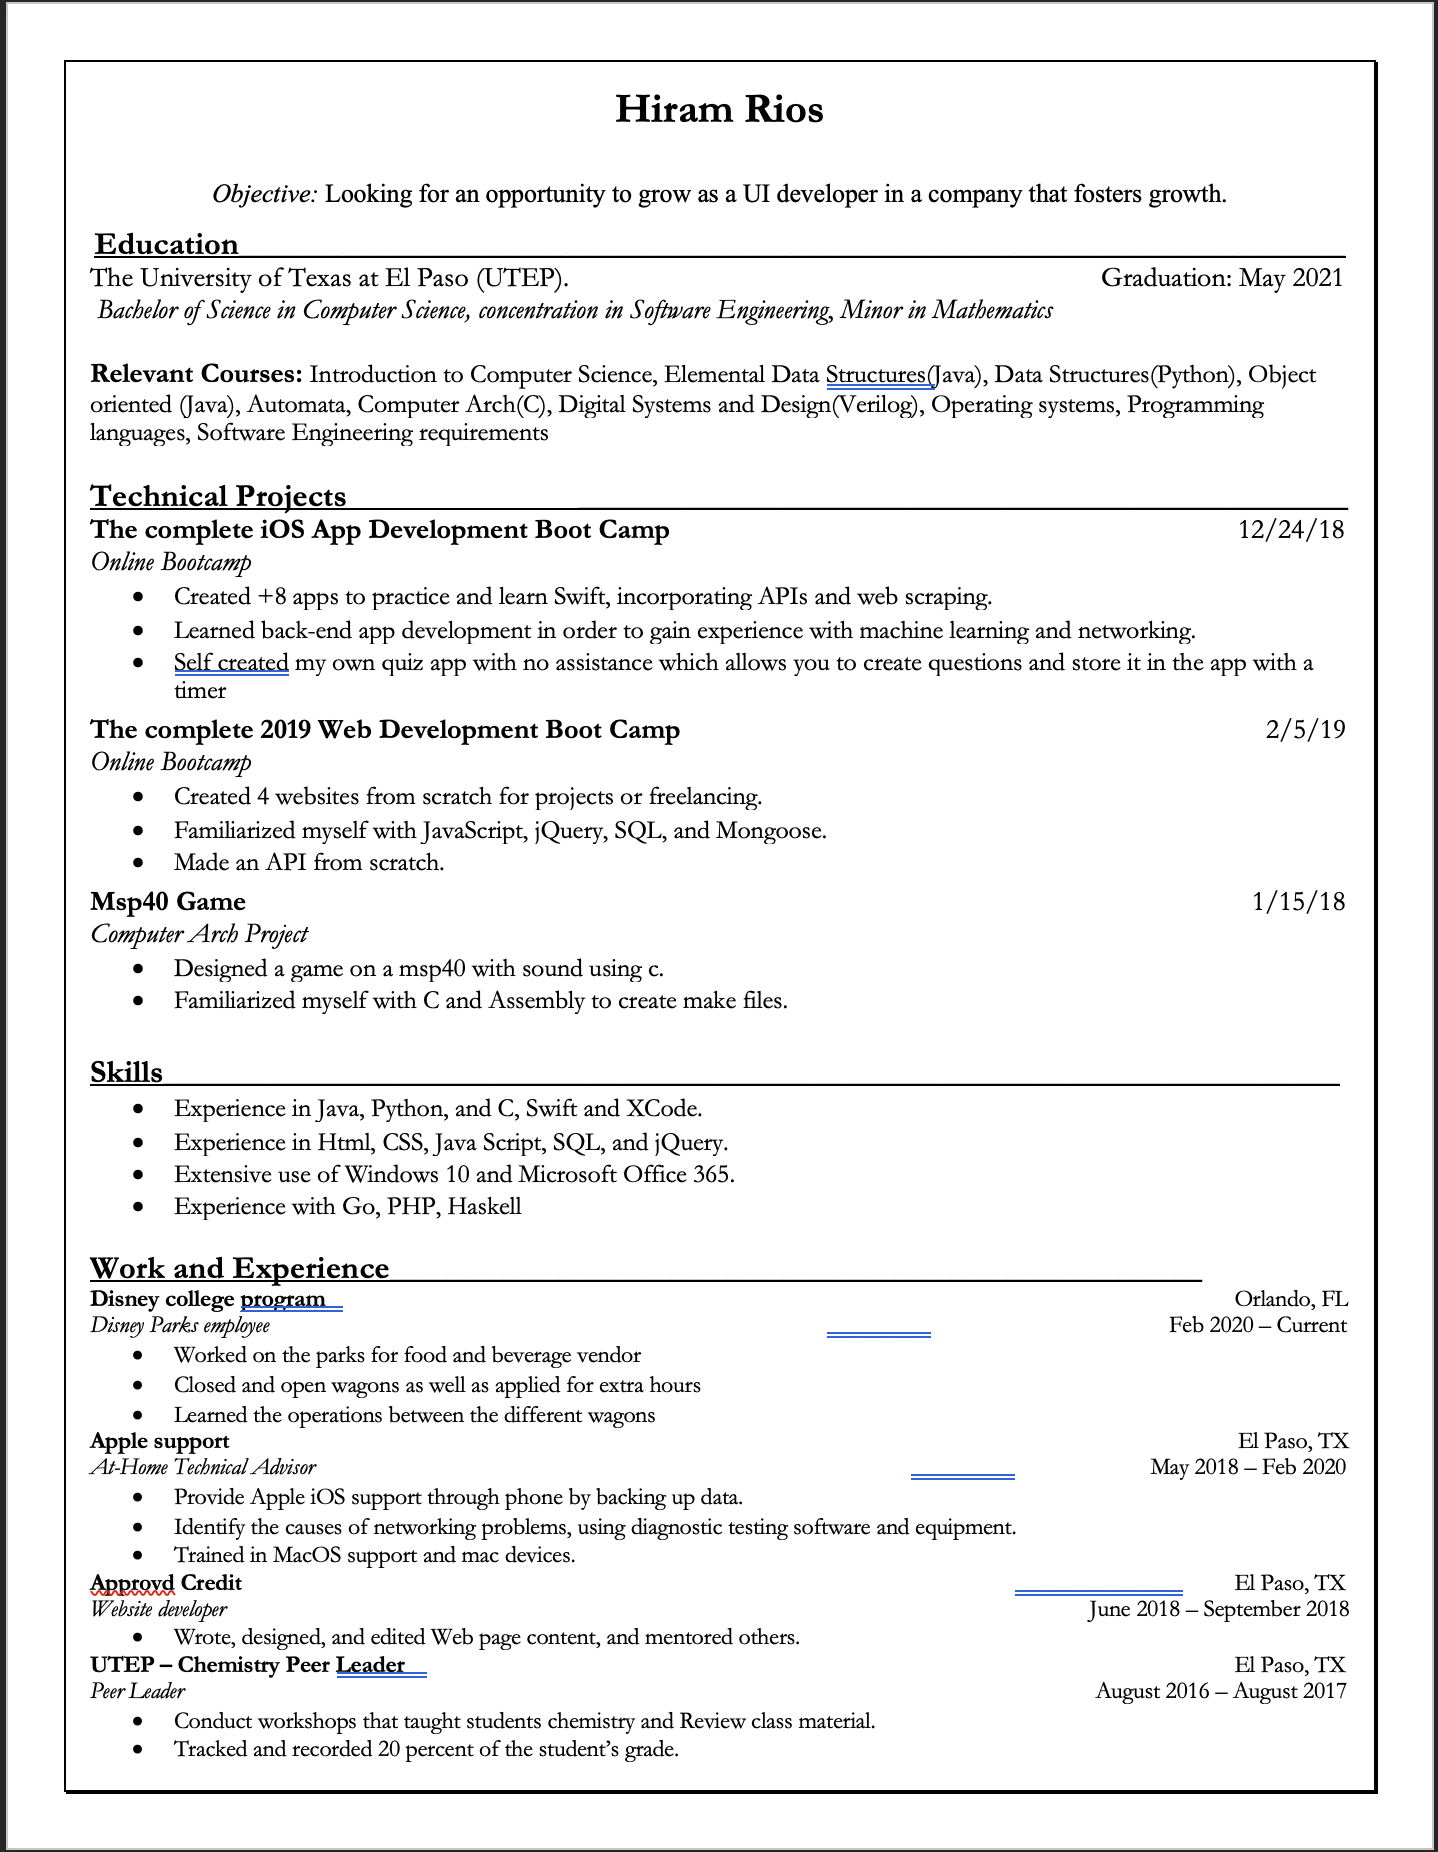 Hiram Rios
Objective: Looking for an opportunity to grow as a UI developer in a company that fosters growth.
Education
The University of Texas at El Paso (UTEP). Graduation: May 2021
Bachelor of Science in Computer Science, concentration in Software Engineering, Minor in Mathematics
Relevant Courses: Introduction to Computer Science, Elemental Data Structures(Java), Data Structures(Python), Object
oriented (Java), Automata, Computer Arch(C), Digital Systems and Design(Verilog), Operating systems, Programming
languages, Software Engineering requirements
Technical Projects
The complete iOS App Development Boot Camp 12/24/18
Online Bootcamp
• Created +8 apps to practice and learn Swift, incorporating APIs and web scraping.
• Learned back-end app development in order to gain experience with machine learning and networking.
• Self created my own quiz app with no assistance which allows you to create questions and store it in the app with a
timer
The complete 2019 Web Development Boot Camp 2/5/19
Online Bootcamp
• Created 4 websites from scratch for projects or freelancing.
• Familiarized myself with JavaScript, jQuery, SQL, and Mongoose.
• Made an API from scratch.
Msp40 Game 1/15/18
Computer Arch Project
• Designed a game on a msp40 with sound using c.
• Familiarized myself with C and Assembly to create make files.
Skills
• Experience in Java, Python, and C, Swift and XCode.
• Experience in Html, CSS, Java Script, SQL, and jQuery.
• Extensive use of Windows 10 and Microsoft Office 365.
• Experience with Go, PHP, Haskell
Work and Experience
Disney college program Orlando, FL
Disney Parks employee Feb 2020 – Current
• Worked on the parks for food and beverage vendor
• Closed and open wagons as well as applied for extra hours
• Learned the operations between the different wagons
Apple support El Paso, TX
At-Home Technical Advisor May 2018 – Feb 2020
• Provide Apple iOS support through phone by backing up data.
• Identify the causes of networking problems, using diagnostic testing software and equipment.
• Trained in MacOS support and mac devices.
Approvd Credit El Paso, TX
Website developer June 2018 – September 2018
• Wrote, designed, and edited Web page content, and mentored others.
UTEP – Chemistry Peer Leader El Paso, TX
Peer Leader August 2016 – August 2017
• Conduct workshops that taught students chemistry and Review class material.
• Tracked and recorded 20 percent of the student’s grade.